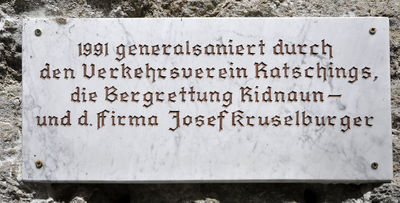 1991 generalsaniert durch
den Verkehrsverein Ratschings,
die Bergrettung Ridnaun –
und d. Firma Josef Kruselburger